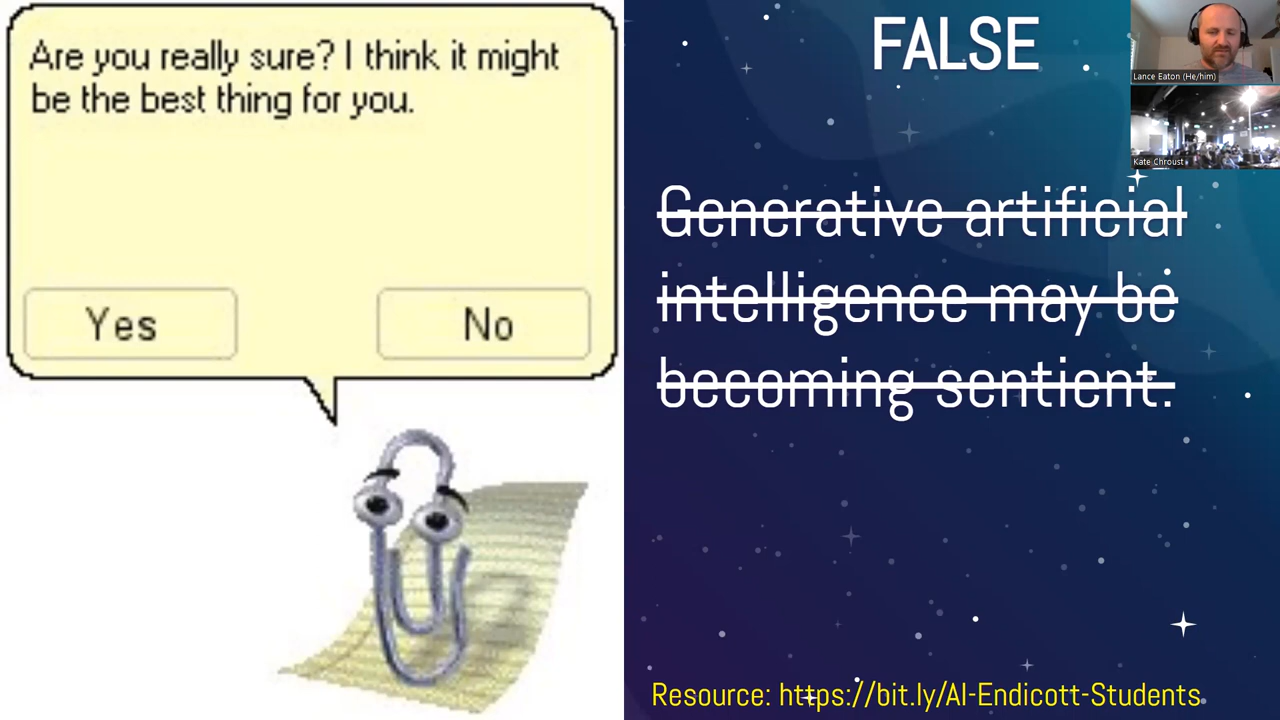 Are you really sure? I think it might
be the best thing for you.
Yes
No
FALSE
Generative artificial
intelligence may be
becoming sentient.
Resource: https://bit.ly/AI-Endicott-Students
Lance Eaton (He/him)
Kate Chroust